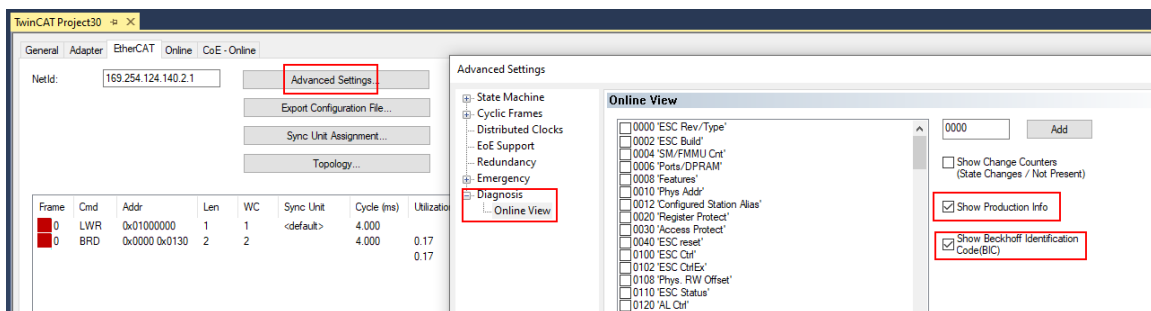 TwinCAT Project30
General Adapter EtherCAT Online CoE - Online
NetId: 169.254.124.140.2.1
Advanced Settings...
Export Configuration File...
Sync Unit Assignment...
Topology...
Frame Cmd Addr Len WC Sync Unit Cycle (ms) Utilizatio
0 LWR 0x01000000 1 1 <default> 4.000
0 BRD 0x0000 0x0130 2 2 4.000 0.17
0.17
Advanced Settings
State Machine
Cyclic Frames
Distributed Clocks
EoE Support
Redundancy
Emergency
Diagnosis
Online View
Online View
0000 'ESC Rev/Type'
0002 'ESC Build'
0004 'SM/FMMU Cnt'
0006 'Ports/DPRAM'
0008 'Features'
0010 'Phys Addr'
0012 'Configured Station Alias'
0020 'Register Protect'
0030 'Access Protect'
0040 'ESC reset'
0100 'ESC Ctrl'
0102 'ESC CtrlEx'
0108 'Phys. RW Offset'
0110 'ESC Status'
0120 'AL Ctrl'
0000 Add
Show Change Counters
(State Changes / Not Present)
Show Production Info
Show Beckhoff Identification
Code(BIC)